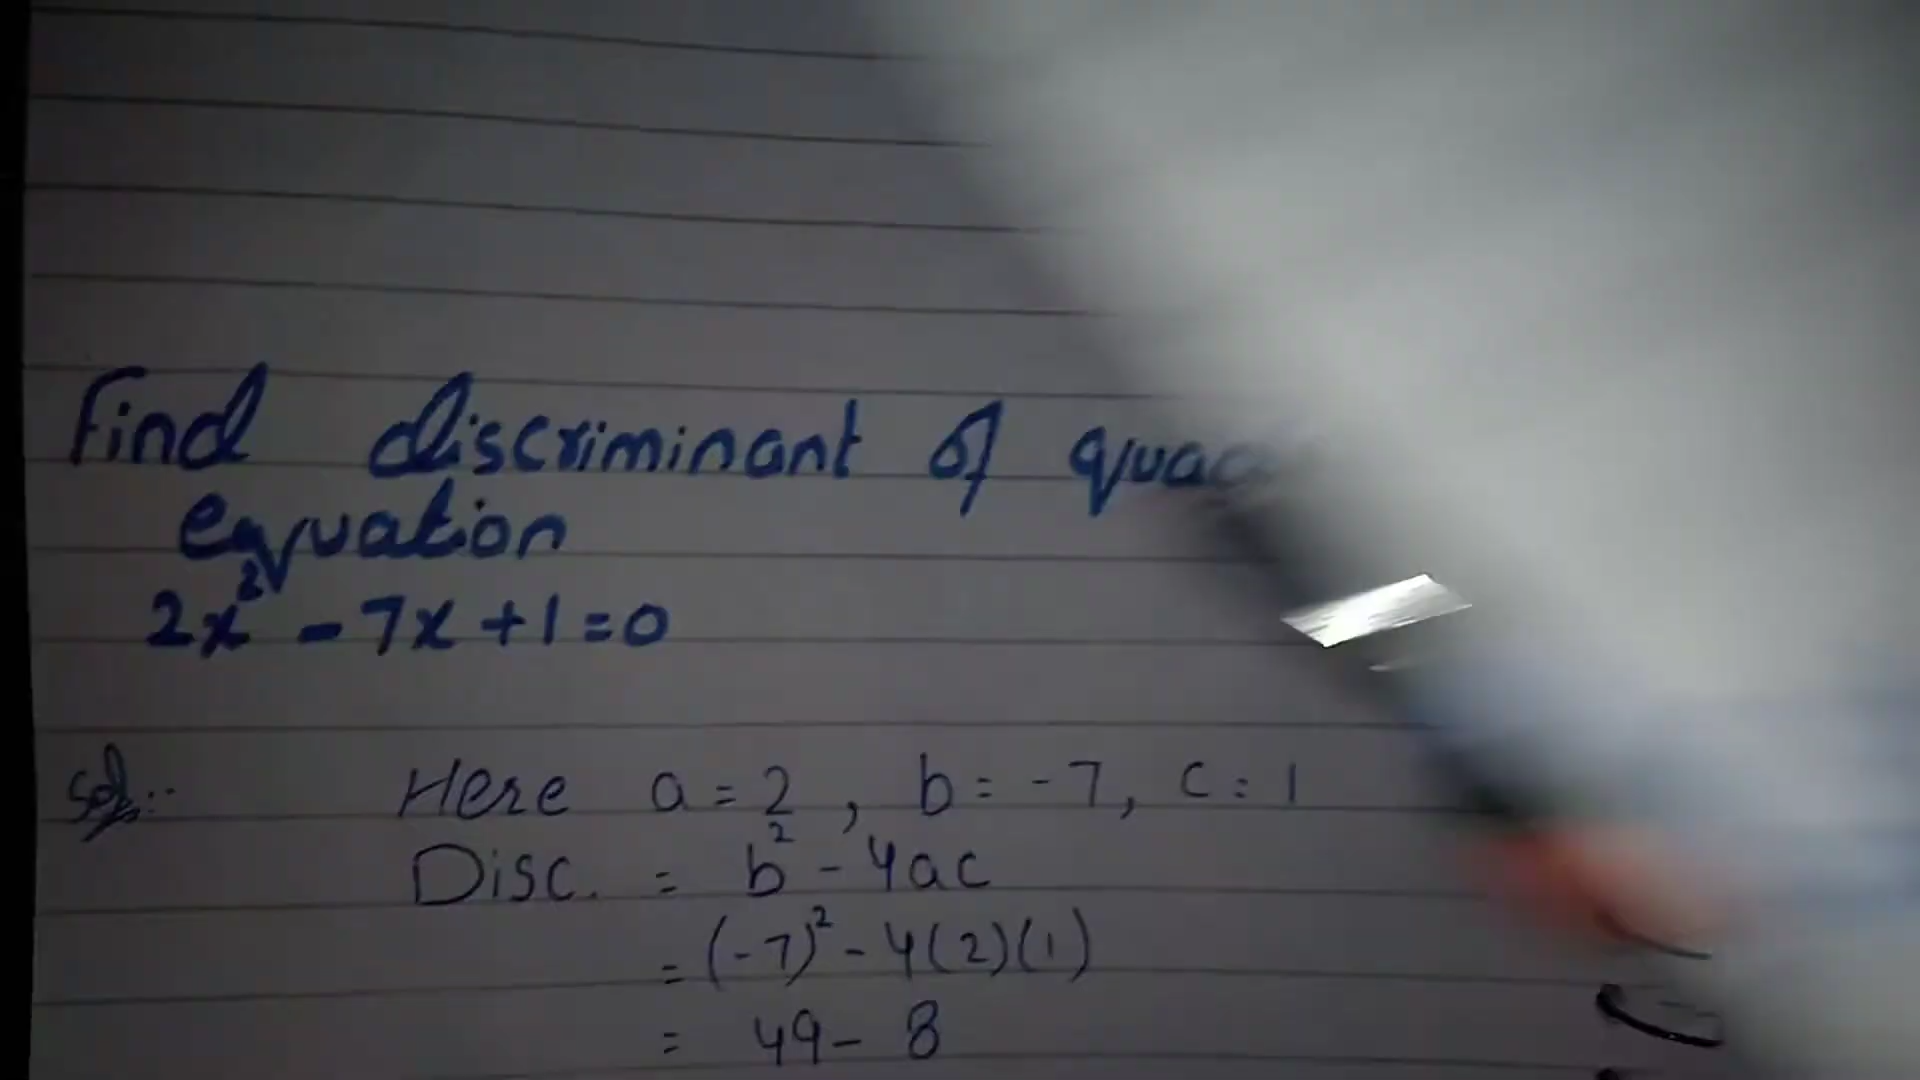 Find discriminant of
equation
2x² - 7x + 1 = 0
Sol:- Here a = 2, b = -7, c = 1
Disc. = b² - 4ac
= (-7)² - 4(2)(1)
= 49 - 8